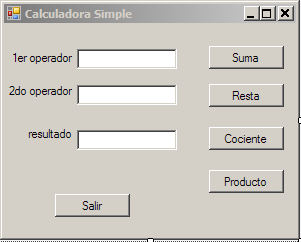 Calculadora Simple
1er operador
Suma
2do operador
Resta
resultado
Cociente
Producto
Salir